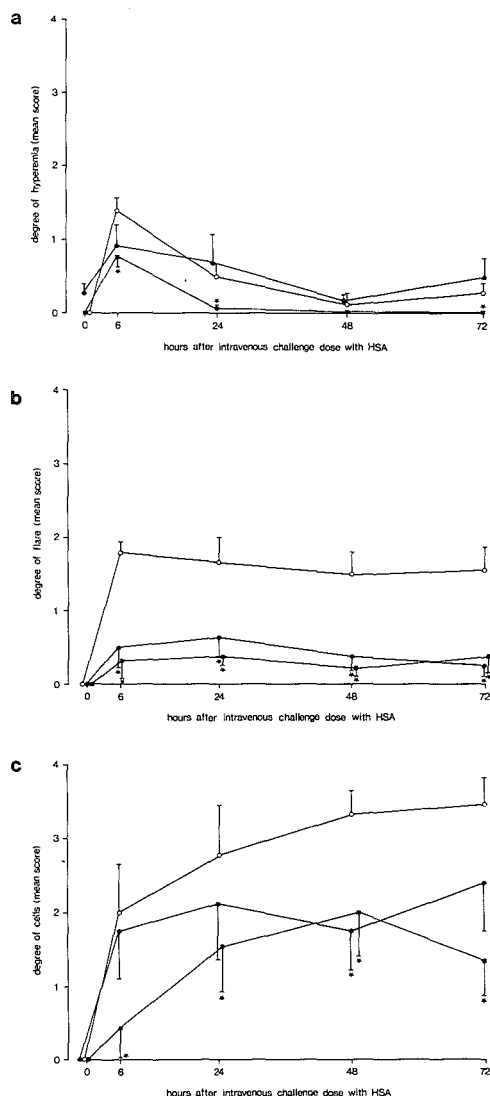 a
4
3
2
1
0
degree of hyperemia (mean score)
0 6 24 48 72
hours after intravenous challenge dose with HSA
b
4
3
2
1
0
degree of flare (mean score)
0 6 24 48 72
hours after intravenous challenge dose with HSA
c
4
3
2
1
0
degree of cells (mean score)
0 6 24 48 72
hours after intravenous challenge dose with HSA